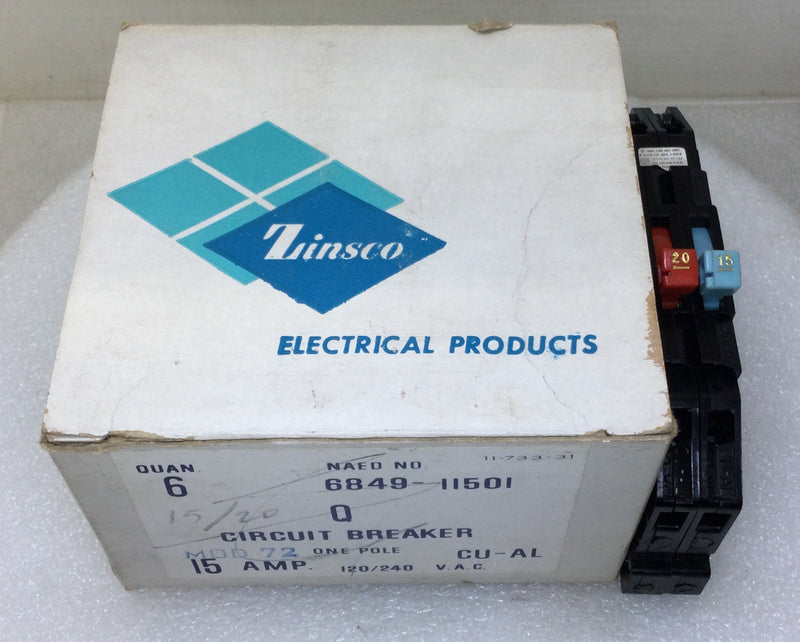 Zinsco
ELECTRICAL PRODUCTS
20
15
11-733-31
QUAN.
NAED NO.
6
6849-11501
15/20
Q
CIRCUIT BREAKER
MOD 72
ONE POLE
CU-AL
15 AMP.
120/240 V.A.C.